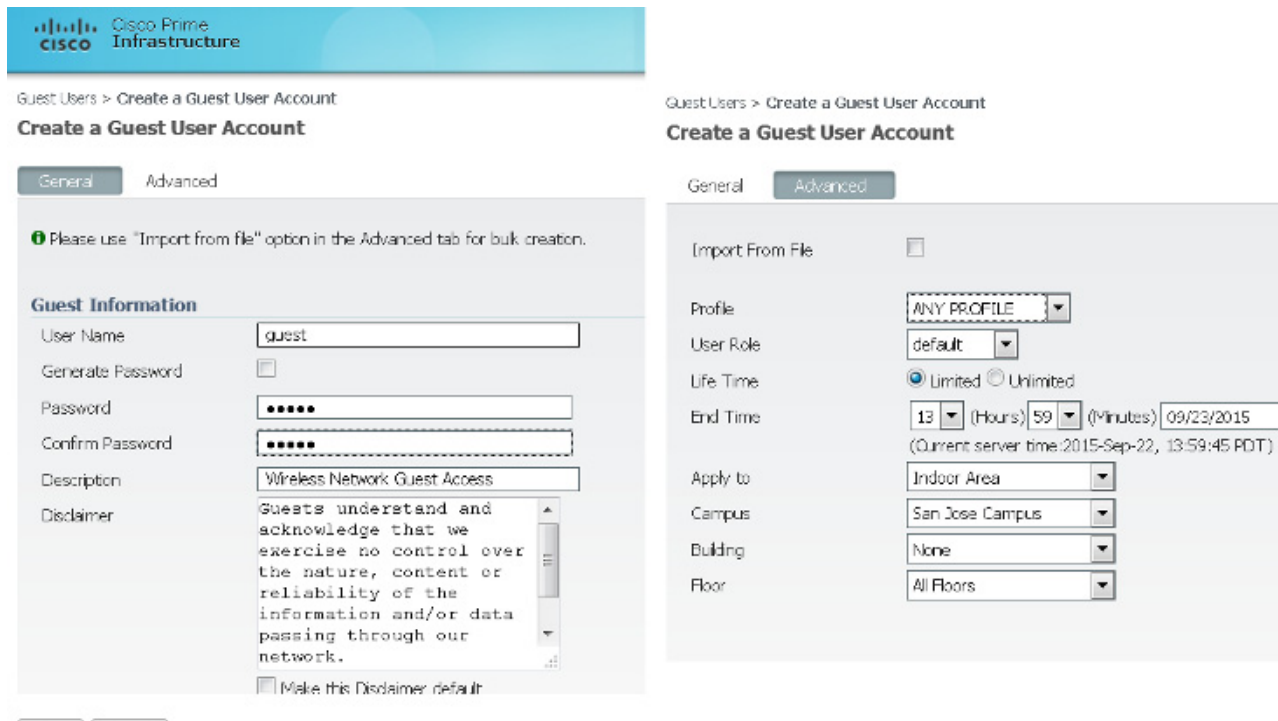 CISCO Cisco Prime
Infrastructure
Guest Users > Create a Guest User Account
Create a Guest User Account
General Advanced
Please use "Import from file" option in the Advanced tab for bulk creation.
Guest Information
User Name guest
Generate Password
Password •••••
Confirm Password •••••
Description Wireless Network Guest Access
Disclaimer Guests understand and
acknowledge that we
exercise no control over
the nature, content or
reliability of the
information and/or data
passing through our
network.
Make this Disclaimer default
Guest Users > Create a Guest User Account
Create a Guest User Account
General Advanced
Import From File
Profile ANY PROFILE
User Role default
Life Time Limited Unlimited
End Time 13 (Hours) 59 (Minutes) 09/23/2015
(Current server time:2015-Sep-22, 13:59:45 PDT)
Apply to Indoor Area
Campus San Jose Campus
Building None
Floor All Floors